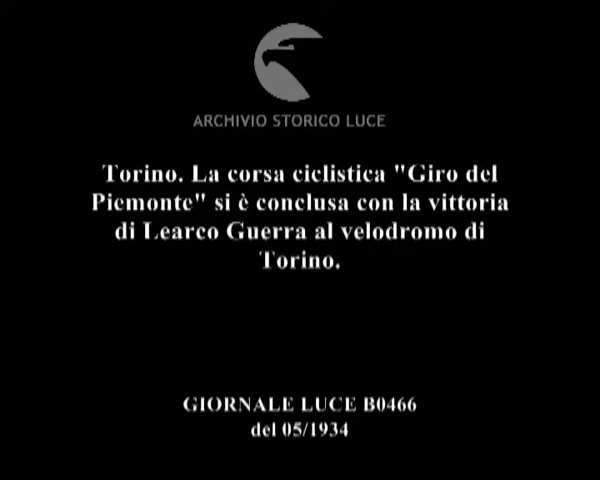 ARCHIVIO STORICO LUCE
Torino. La corsa ciclistica "Giro del
Piemonte" si è conclusa con la vittoria
di Learco Guerra al velodromo di
Torino.
GIORNALE LUCE B0466
del 05/1934